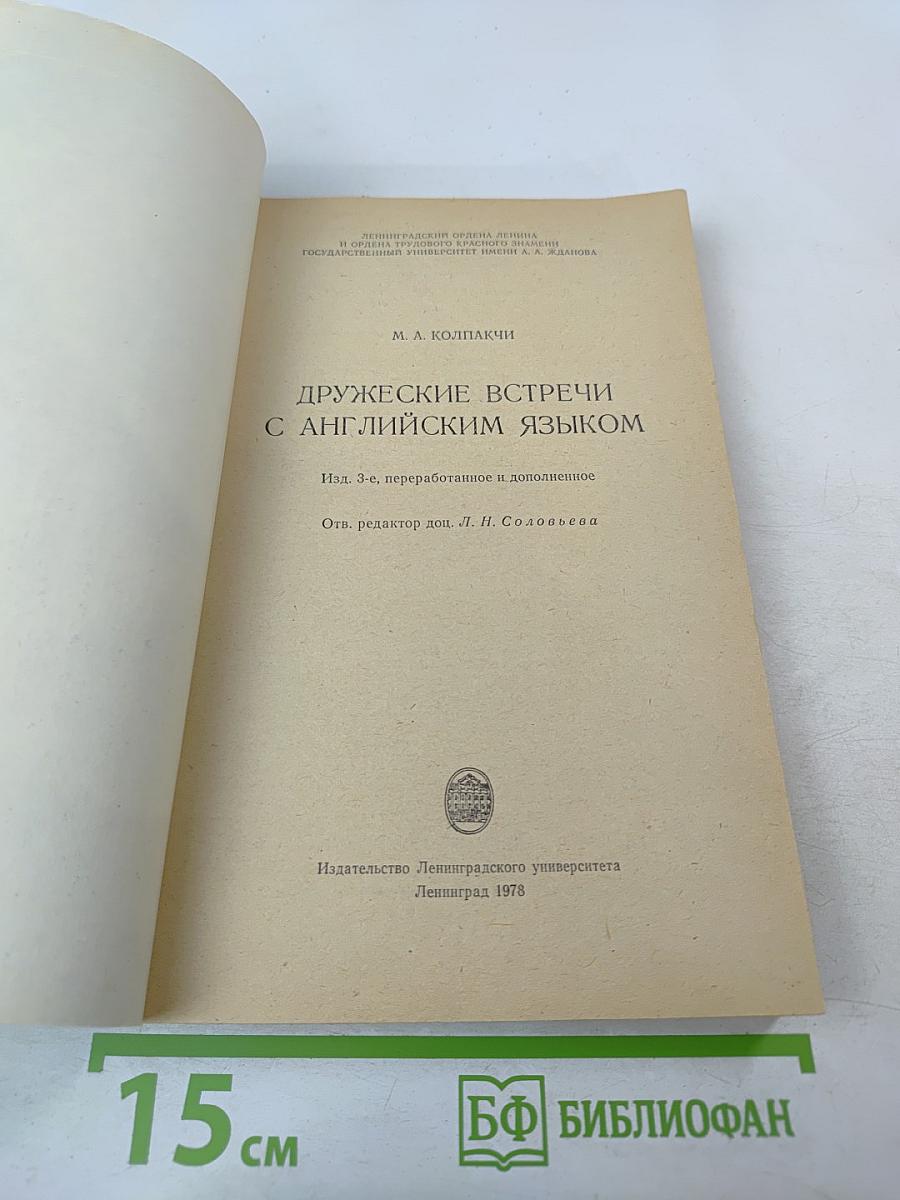 ЛЕНИНГРАДСКИЙ ОРДЕНА ЛЕНИНА
И ОРДЕНА ТРУДОВОГО КРАСНОГО ЗНАМЕНИ
ГОСУДАРСТВЕННЫЙ УНИВЕРСИТЕТ ИМЕНИ А. А. ЖДАНОВА
М. А. КОЛПАКЧИ
ДРУЖЕСКИЕ ВСТРЕЧИ
С АНГЛИЙСКИМ ЯЗЫКОМ
Изд. 3-е, переработанное и дополненное
Отв. редактор доц. Л. Н. Соловьева
Издательство Ленинградского университета
Ленинград 1978
15 см
БФ БИБЛИОФАН